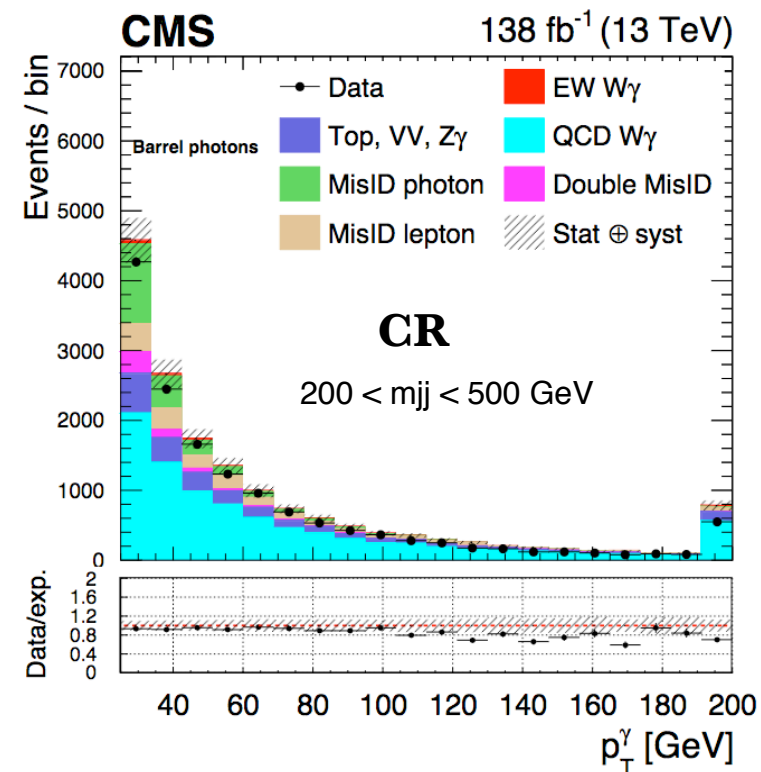 CMS 138 fb⁻¹ (13 TeV)
Events / bin
7000
6000
5000
4000
3000
2000
1000
0
Data EW Wγ
Barrel photons Top, VV, Zγ QCD Wγ
MisID photon Double MisID
MisID lepton Stat ⊕ syst
CR
200 < mjj < 500 GeV
Data/exp.
2
1.6
1.2
0.8
0.4
0
40 60 80 100 120 140 160 180 200
p_T^γ [GeV]